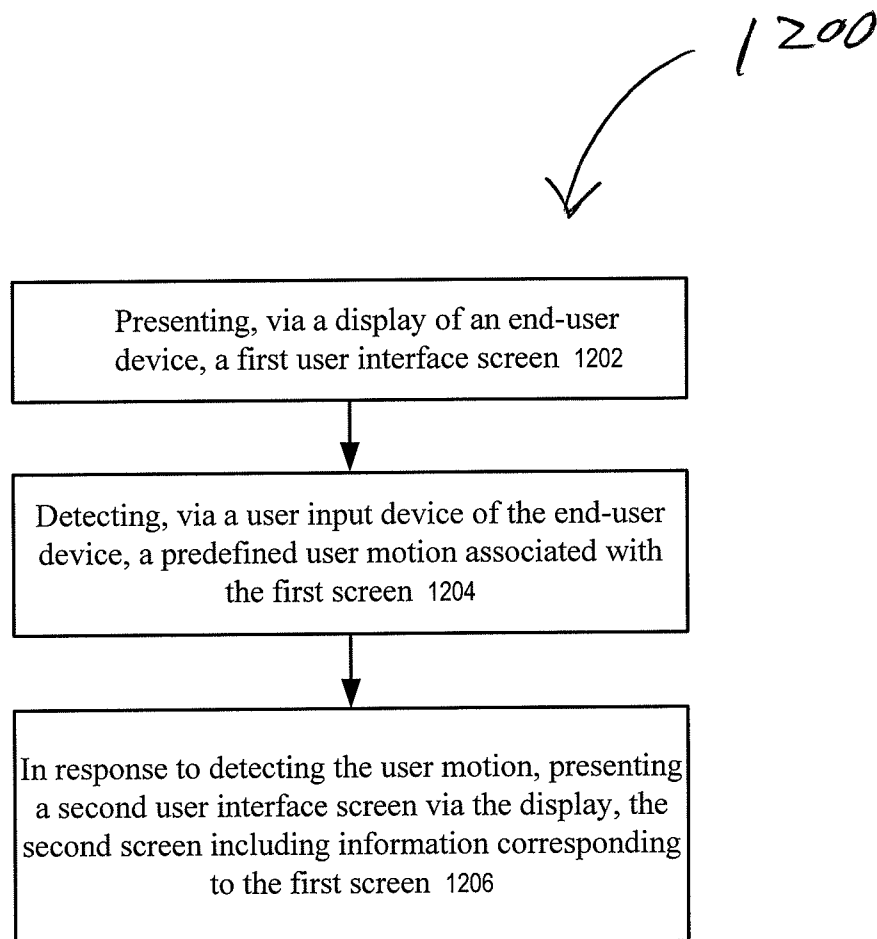 1200
Presenting, via a display of an end-user
device, a first user interface screen 1202
Detecting, via a user input device of the end-user
device, a predefined user motion associated with
the first screen 1204
In response to detecting the user motion, presenting
a second user interface screen via the display, the
second screen including information corresponding
to the first screen 1206